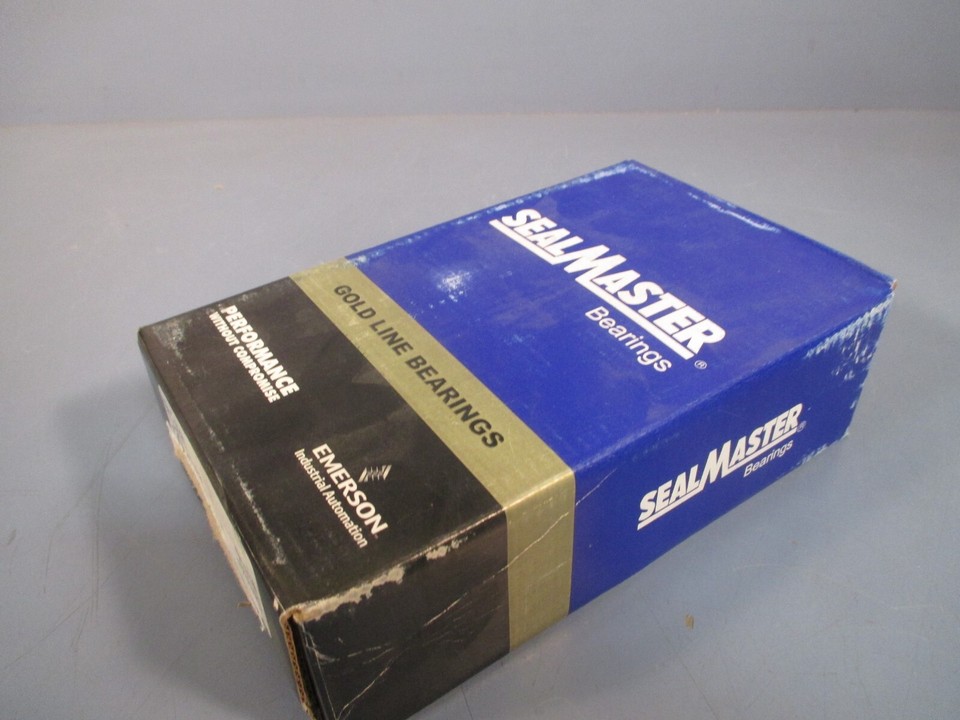 SEALMASTER
Bearings ®
GOLD LINE BEARINGS
PERFORMANCE
WITHOUT COMPROMISE
EMERSON
Industrial Automation
SEALMASTER®
Bearings